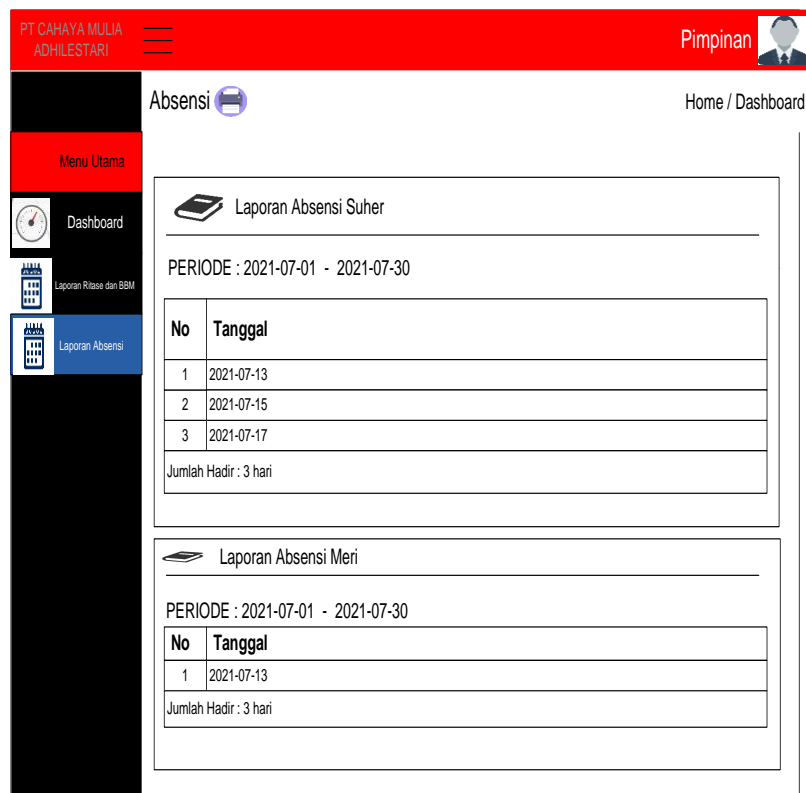 PT CAHAYA MULIA
ADHILESTARI
Pimpinan
Absensi
Home / Dashboard
Menu Utama
Dashboard
Laporan Ritase dan BBM
Laporan Absensi
Laporan Absensi Suher
PERIODE : 2021-07-01 - 2021-07-30
No Tanggal
1 2021-07-13
2 2021-07-15
3 2021-07-17
Jumlah Hadir : 3 hari
Laporan Absensi Meri
PERIODE : 2021-07-01 - 2021-07-30
No Tanggal
1 2021-07-13
Jumlah Hadir : 3 hari